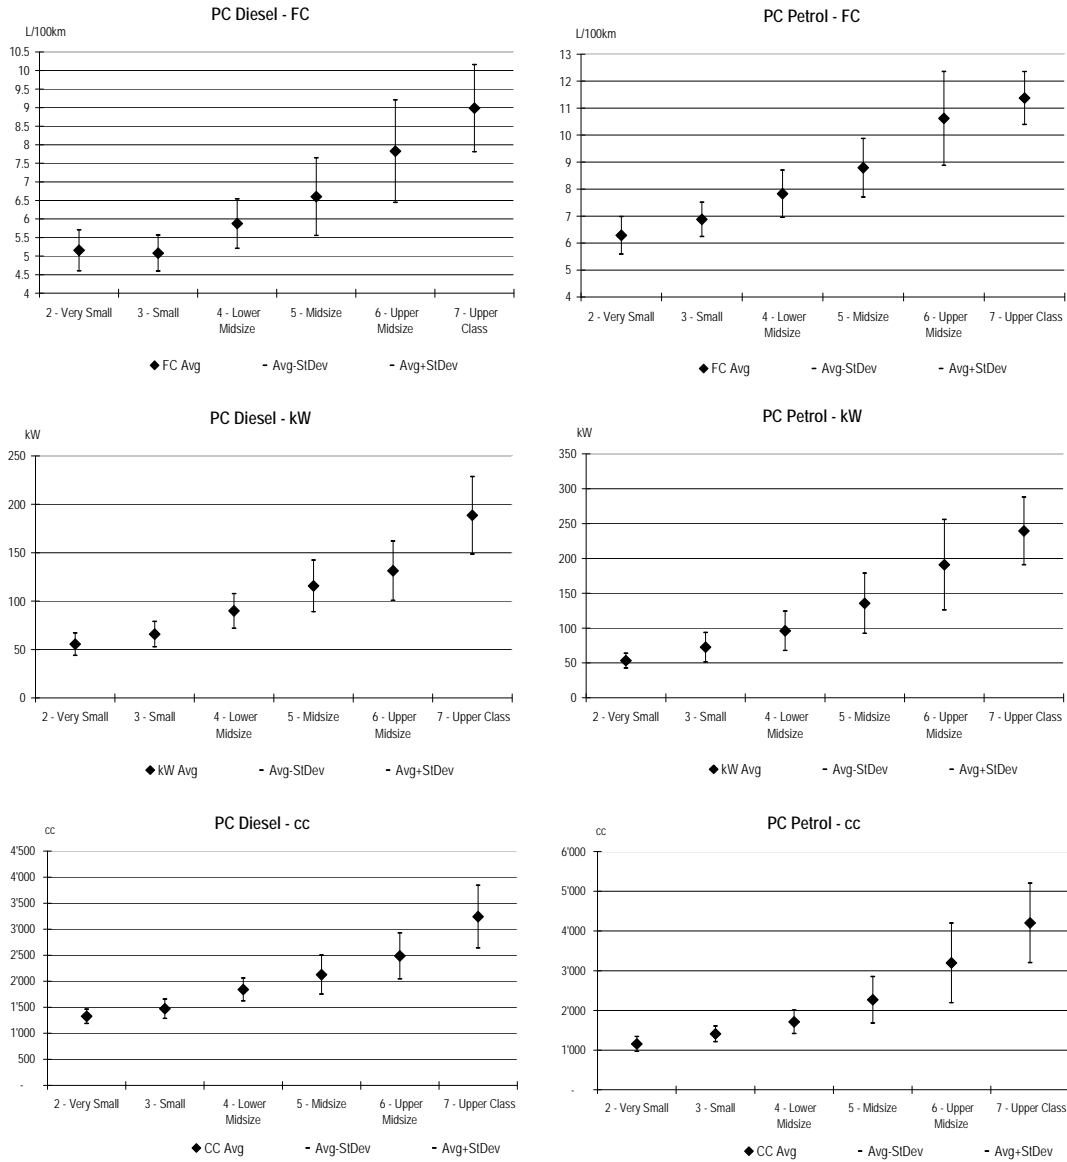 PC Diesel - FC
L/100km
10.5
10
9.5
9
8.5
8
7.5
7
6.5
6
5.5
5
4.5
4
2 - Very Small 3 - Small 4 - Lower Midsize 5 - Midsize 6 - Upper Midsize 7 - Upper Class
FC Avg Avg-StDev Avg+StDev
PC Petrol - FC
L/100km
13
12
11
10
9
8
7
6
5
4
2 - Very Small 3 - Small 4 - Lower Midsize 5 - Midsize 6 - Upper Midsize 7 - Upper Class
FC Avg Avg-StDev Avg+StDev
PC Diesel - kW
kW
250
200
150
100
50
0
2 - Very Small 3 - Small 4 - Lower Midsize 5 - Midsize 6 - Upper Midsize 7 - Upper Class
kW Avg Avg-StDev Avg+StDev
PC Petrol - kW
kW
350
300
250
200
150
100
50
0
2 - Very Small 3 - Small 4 - Lower Midsize 5 - Midsize 6 - Upper Midsize 7 - Upper Class
kW Avg Avg-StDev Avg+StDev
PC Diesel - cc
cc
4'500
4'000
3'500
3'000
2'500
2'000
1'500
1'000
500
-
2 - Very Small 3 - Small 4 - Lower Midsize 5 - Midsize 6 - Upper Midsize 7 - Upper Class
CC Avg Avg-StDev Avg+StDev
PC Petrol - cc
cc
6'000
5'000
4'000
3'000
2'000
1'000
-
2 - Very Small 3 - Small 4 - Lower Midsize 5 - Midsize 6 - Upper Midsize 7 - Upper Class
CC Avg Avg-StDev Avg+StDev